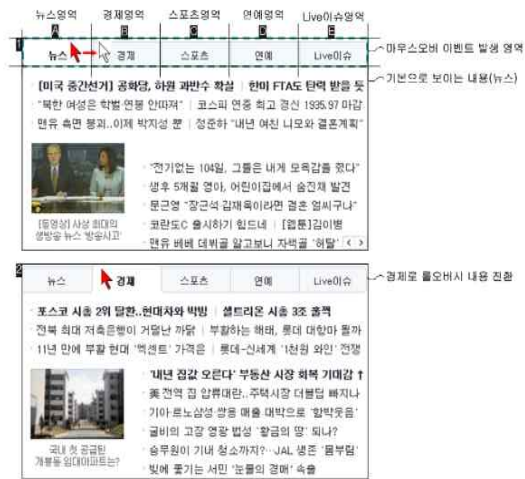 뉴스영역 경제영역 스포츠영역 연예영역 Live이슈영역
A B C D E
1
뉴스 경제 스포츠 연예 Live이슈
마우스오버 이벤트 발생 영역
기본으로 보이는 내용(뉴스)
[미국 중간선거] 공화당, 하원 과반수 확실 | 한미 FTA도 탄력 받을 듯
"북한 여성은 학벌·연봉 안따져" | 코스피 연중 최고 경신 1935.97 마감
맨유 측면 붕괴..이제 박지성 뿐 | 정준하 "내년 여친 니모와 결혼계획"
"전기없는 104일, 그들은 내게 모욕감를 줬다"
생후 5개월 영아, 어린이집에서 숨진채 발견
문근영 "장근석·김재욱이라면 결혼 얼씨구나"
코란도C 출시하기 힘드네 | [웹툰]김이병
맨유 베베 데뷔골 알고보니 자책골 '허탈' < >
[동영상] 사상 최대의
생방송 뉴스 '방송사고'
2
뉴스 경제 스포츠 연예 Live이슈
경제로 롤오버시 내용 전환
포스코 시총 2위 탈환..현대차와 박빙 | 셀트리온 시총 3조 훌쩍
전북 최대 저축은행이 거덜난 까닭 | 부활하는 해태, 롯데 대항마 될까
11년 만에 부활 현대 '엑센트' 가격은 | 롯데-신세계 '1천원 와인' 전쟁
'내년 집값 오른다' 부동산 시장 회복 기대감 ↑
美 전역 집 압류대란..주택시장 더블딥 빠지나
기아·르노삼성·쌍용 매출 대박으로 '함박웃음'
굴비의 고장 영광 법성 '황금의 땅' 되나?
승무원이 기내 청소까지?…JAL 생존 '몸부림'
빚에 쫓기는 서민 '눈물의 경매' 속출
국내 첫 공급된
개봉동 임대아파트는?